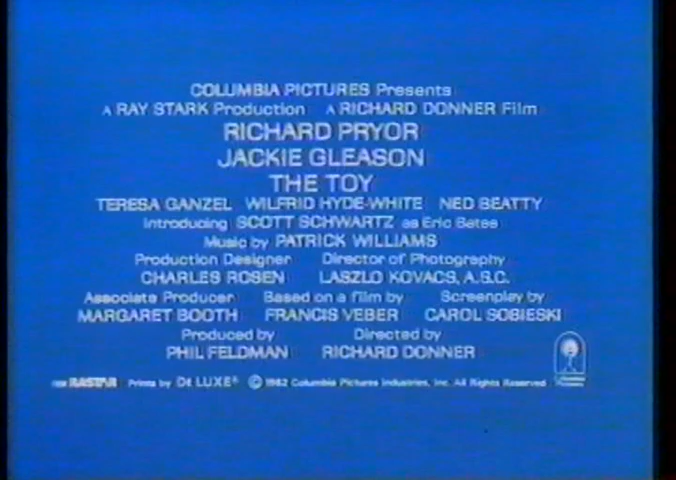 COLUMBIA PICTURES Presents
A RAY STARK Production A RICHARD DONNER Film
RICHARD PRYOR
JACKIE GLEASON
THE TOY
TERESA GANZEL WILFRID HYDE-WHITE NED BEATTY
Introducing SCOTT SCHWARTZ as Eric Bates
Music by PATRICK WILLIAMS
Production Designer Director of Photography
CHARLES ROSEN LASZLO KOVACS, A.S.C.
Associate Producer Based on a film by Screenplay by
MARGARET BOOTH FRANCIS VEBER CAROL SOBIESKI
Produced by Directed by
PHIL FELDMAN RICHARD DONNER
RASTAR Prints by DE LUXE® © 1982 Columbia Pictures Industries, Inc. All Rights Reserved